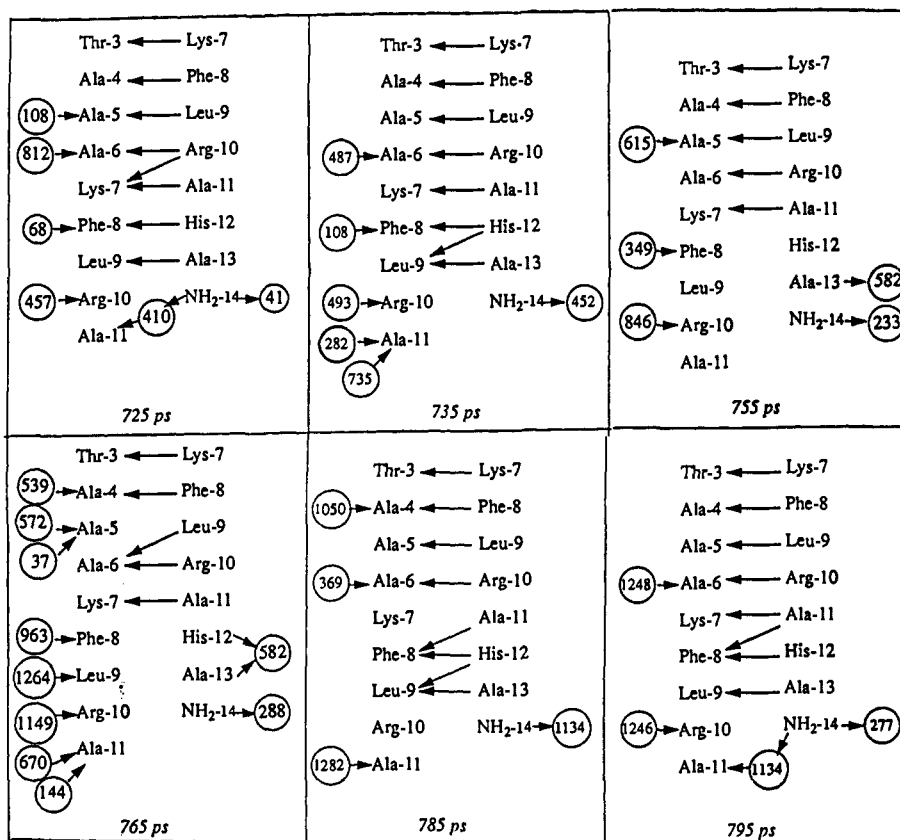 Thr-3 Lys-7
Ala-4 Phe-8
108 Ala-5 Leu-9
812 Ala-6 Arg-10
Lys-7 Ala-11
68 Phe-8 His-12
Leu-9 Ala-13
457 Arg-10 410 NH₂-14 41
Ala-11
725 ps
Thr-3 Lys-7
Ala-4 Phe-8
Ala-5 Leu-9
487 Ala-6 Arg-10
Lys-7 Ala-11
108 Phe-8 His-12
Leu-9 Ala-13
493 Arg-10 NH₂-14 452
282 Ala-11
735
735 ps
Thr-3 Lys-7
Ala-4 Phe-8
615 Ala-5 Leu-9
Ala-6 Arg-10
Lys-7 Ala-11
349 Phe-8 His-12
Leu-9 Ala-13 582
846 Arg-10 NH₂-14 233
Ala-11
755 ps
Thr-3 Lys-7
539 Ala-4 Phe-8
572 Ala-5 Leu-9
37 Ala-6 Arg-10
Lys-7 Ala-11
963 Phe-8 His-12 582
1264 Leu-9 Ala-13
1149 Arg-10 NH₂-14 288
670 Ala-11
144
765 ps
Thr-3 Lys-7
1050 Ala-4 Phe-8
Ala-5 Leu-9
369 Ala-6 Arg-10
Lys-7 Ala-11
Phe-8 His-12
Leu-9 Ala-13
Arg-10 NH₂-14 1134
1282 Ala-11
785 ps
Thr-3 Lys-7
Ala-4 Phe-8
Ala-5 Leu-9
1248 Ala-6 Arg-10
Lys-7 Ala-11
Phe-8 His-12
Leu-9 Ala-13
1246 Arg-10 NH₂-14 277
Ala-11 1134
795 ps